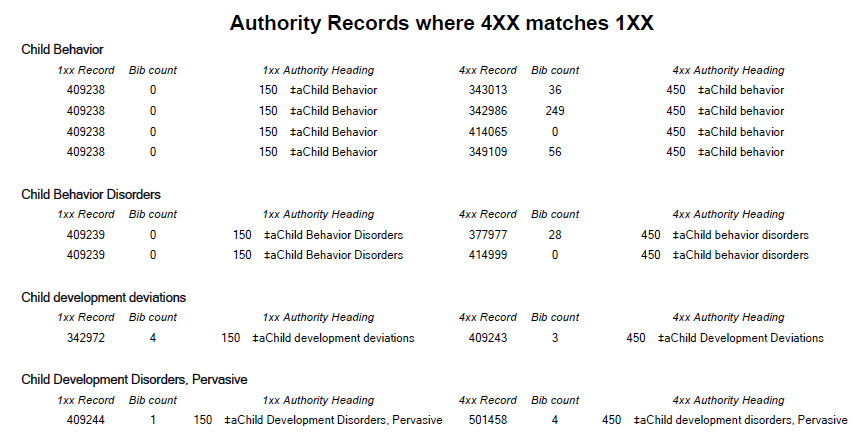 Authority Records where 4XX matches 1XX
Child Behavior
1xx Record Bib count 1xx Authority Heading 4xx Record Bib count 4xx Authority Heading
409238 0 150 ‡aChild Behavior 343013 36 450 ‡aChild behavior
409238 0 150 ‡aChild Behavior 342986 249 450 ‡aChild behavior
409238 0 150 ‡aChild Behavior 414065 0 450 ‡aChild behavior
409238 0 150 ‡aChild Behavior 349109 56 450 ‡aChild behavior
Child Behavior Disorders
1xx Record Bib count 1xx Authority Heading 4xx Record Bib count 4xx Authority Heading
409239 0 150 ‡aChild Behavior Disorders 377977 28 450 ‡aChild behavior disorders
409239 0 150 ‡aChild Behavior Disorders 414999 0 450 ‡aChild behavior disorders
Child development deviations
1xx Record Bib count 1xx Authority Heading 4xx Record Bib count 4xx Authority Heading
342972 4 150 ‡aChild development deviations 409243 3 450 ‡aChild Development Deviations
Child Development Disorders, Pervasive
1xx Record Bib count 1xx Authority Heading 4xx Record Bib count 4xx Authority Heading
409244 1 150 ‡aChild Development Disorders, Pervasive 501458 4 450 ‡aChild development disorders, Pervasive